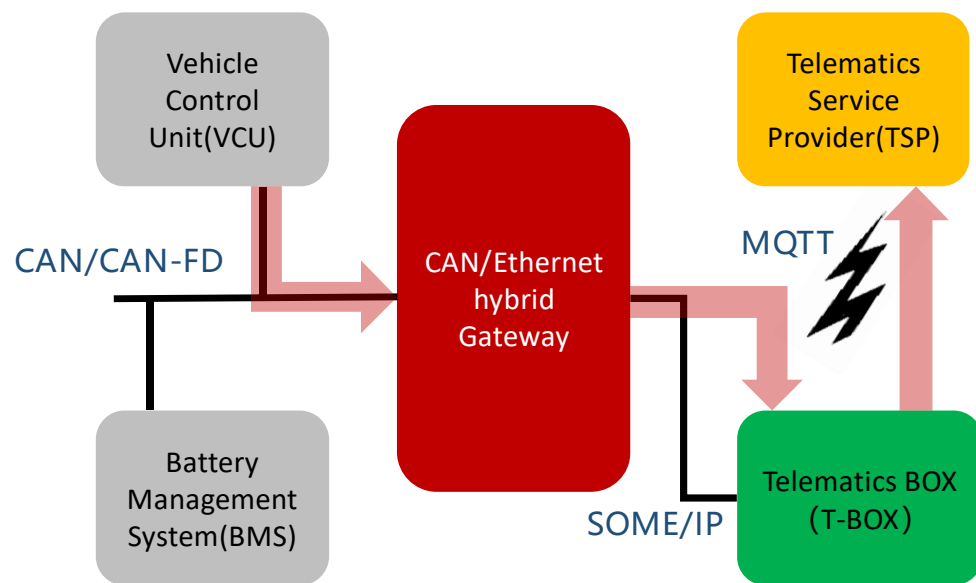 Vehicle
Control
Unit(VCU)
Telematics
Service
Provider(TSP)
CAN/CAN-FD
MQTT
CAN/Ethernet
hybrid
Gateway
Battery
Management
System(BMS)
SOME/IP
Telematics BOX
(T-BOX)